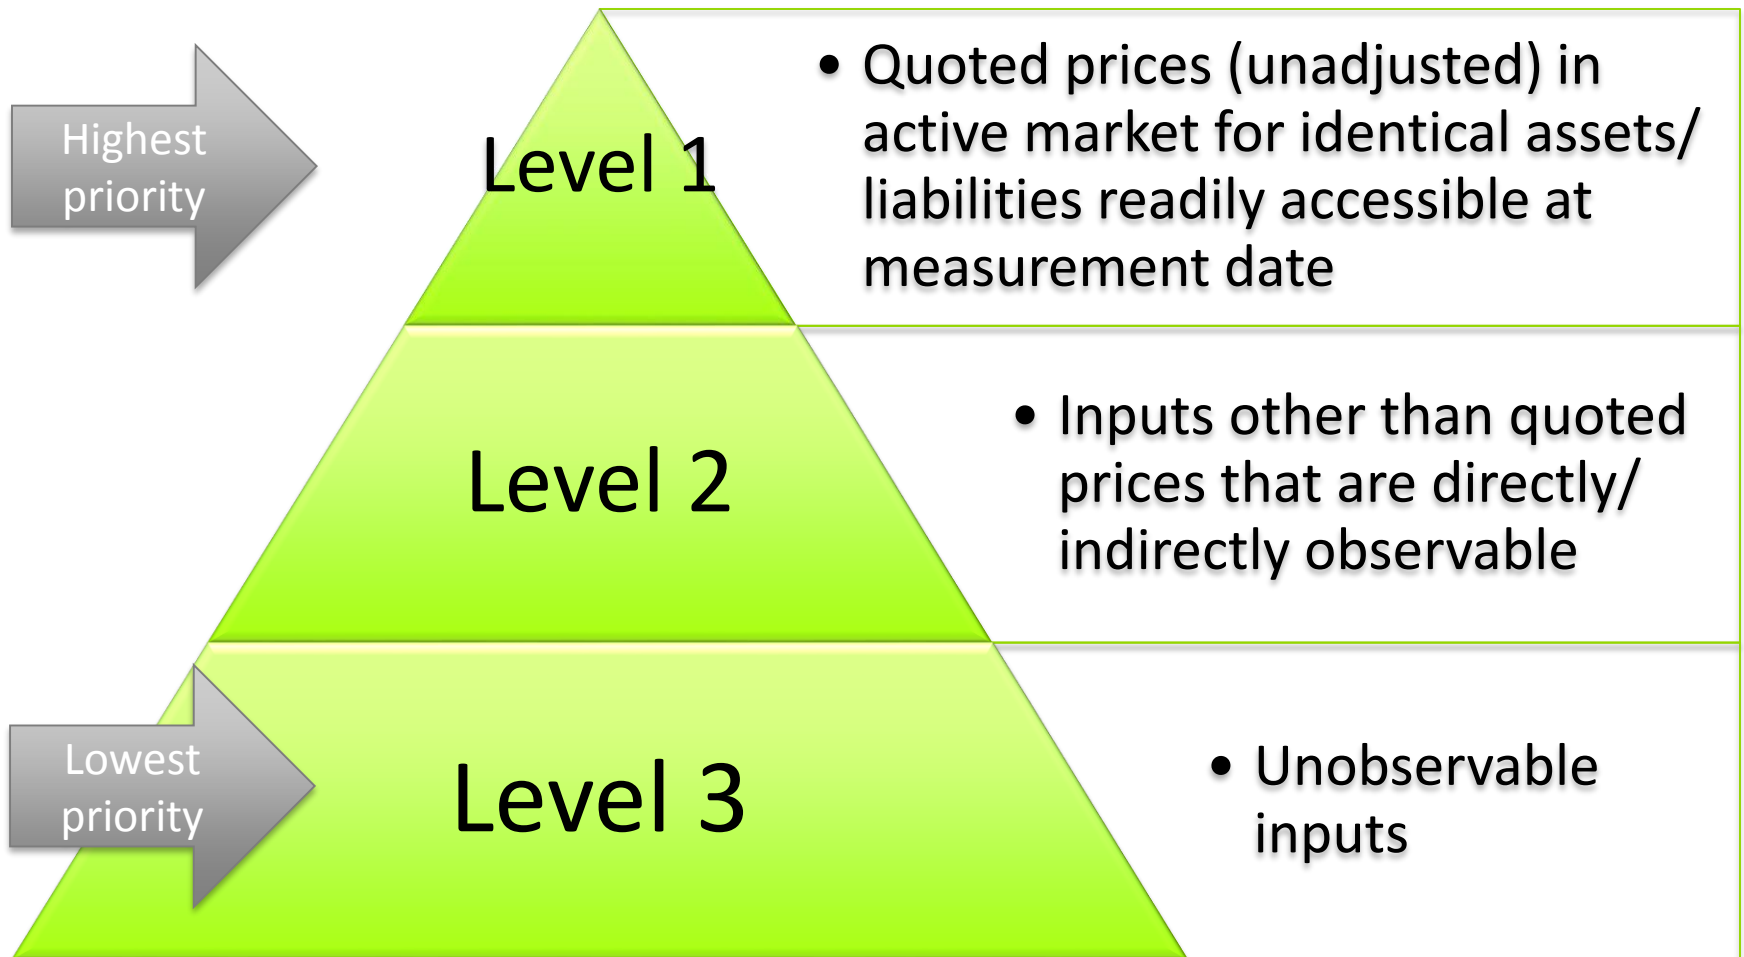 Highest
priority
Level 1
• Quoted prices (unadjusted) in
active market for identical assets/
liabilities readily accessible at
measurement date
Level 2
• Inputs other than quoted
prices that are directly/
indirectly observable
Lowest
priority
Level 3
• Unobservable
inputs